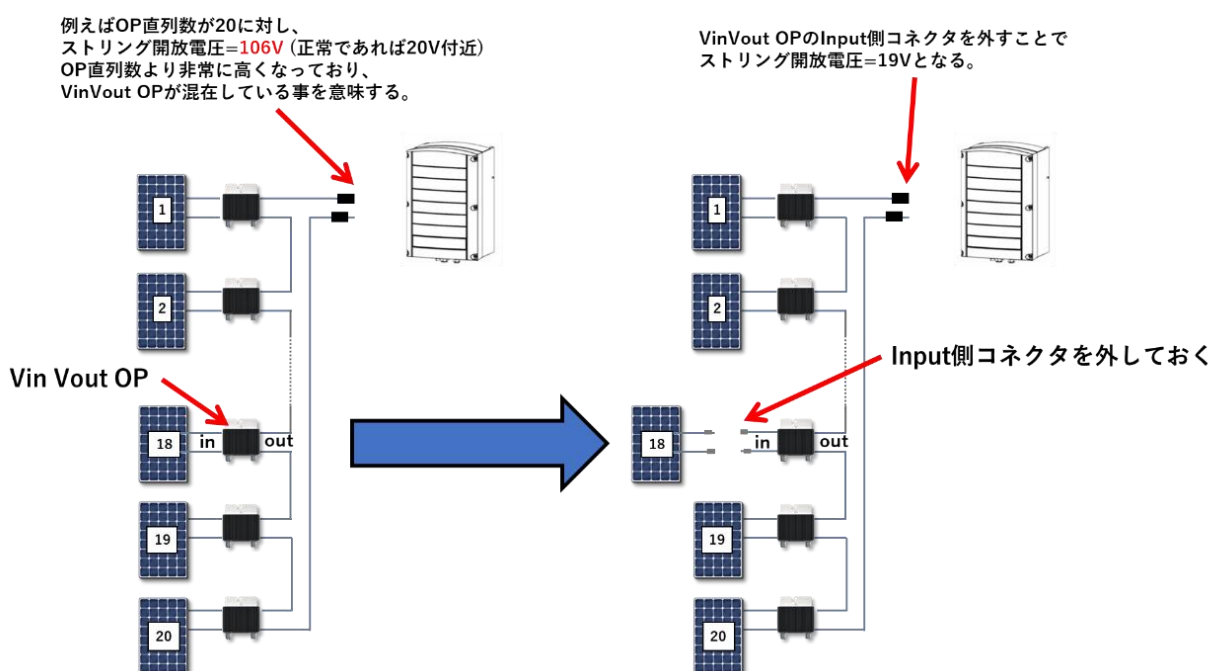 例えばOP直列数が20に対し、
ストリング開放電圧=106V（正常であれば20V付近）
OP直列数より非常に高くなっており、
VinVout OPが混在している事を意味する。
VinVout OPのInput側コネクタを外すことで
ストリング開放電圧=19Vとなる。
1
2
Vin Vout OP
18
in
out
19
20
1
2
Input側コネクタを外しておく
18
in
out
19
20